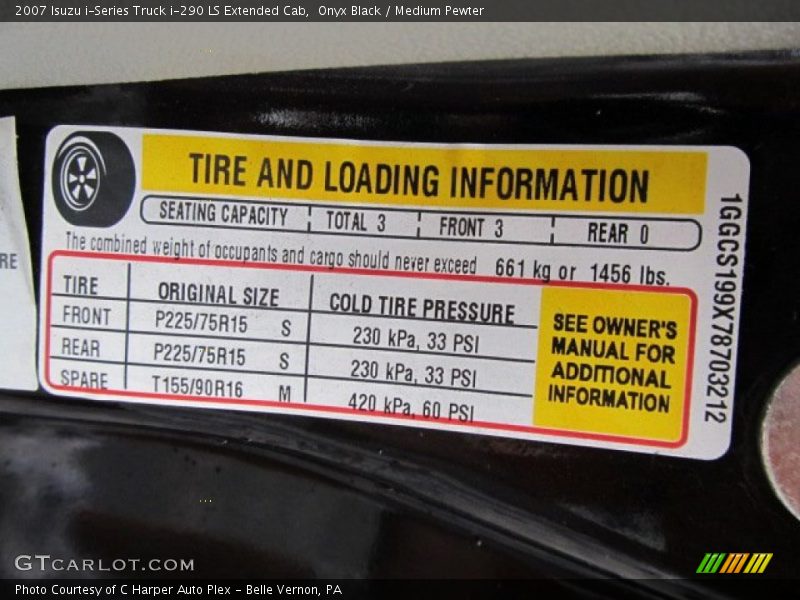 2007 Isuzu i-Series Truck i-290 LS Extended Cab, Onyx Black / Medium Pewter
RE
TIRE AND LOADING INFORMATION
SEATING CAPACITY TOTAL 3 FRONT 3 REAR 0
The combined weight of occupants and cargo should never exceed 661 kg or 1456 lbs.
TIRE ORIGINAL SIZE COLD TIRE PRESSURE
FRONT P225/75R15 S 230 kPa, 33 PSI
REAR P225/75R15 S 230 kPa, 33 PSI
SPARE T155/90R16 M 420 kPa, 60 PSI
SEE OWNER'S
MANUAL FOR
ADDITIONAL
INFORMATION
1GGCS199X78703212
GTCARLOT.COM
Photo Courtesy of C Harper Auto Plex - Belle Vernon, PA